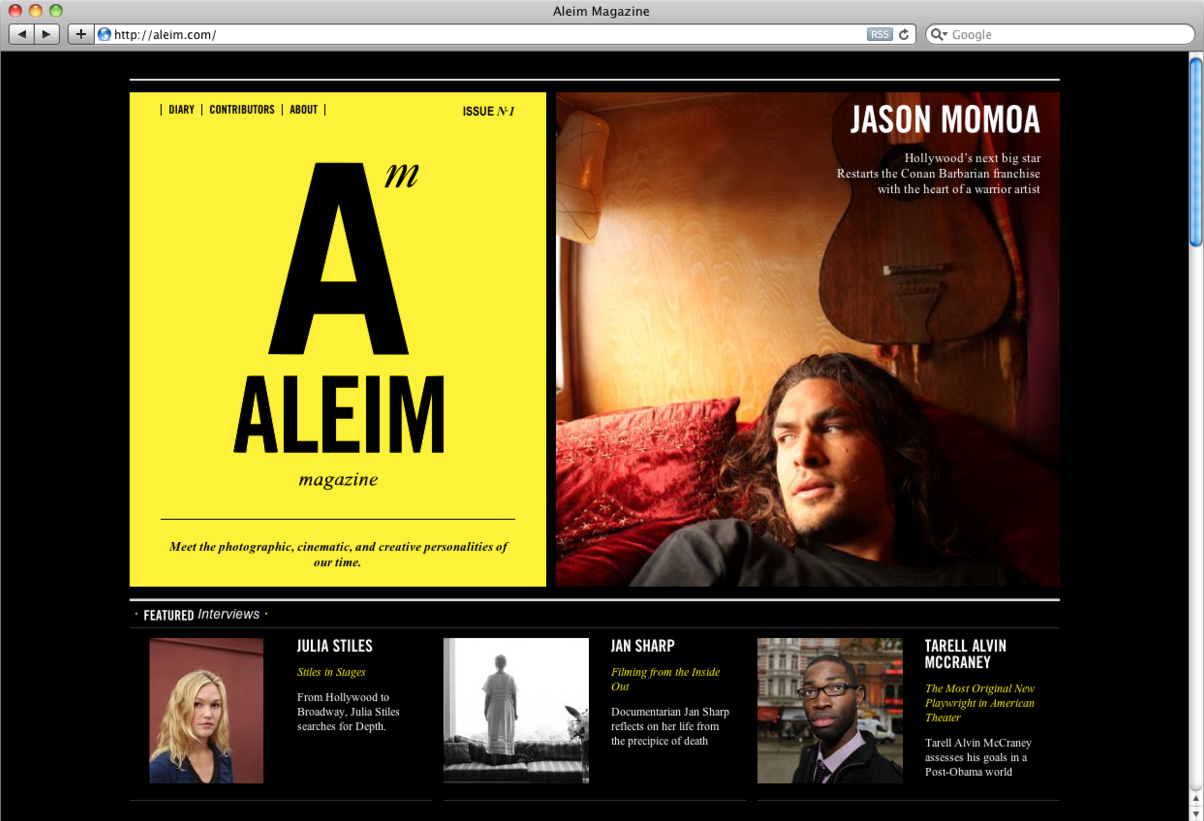 Aleim Magazine
http://aleim.com/
RSS
Google
| DIARY | CONTRIBUTORS | ABOUT |
ISSUE Nº1
A m
ALEIM
magazine
Meet the photographic, cinematic, and creative personalities of
our time.
JASON MOMOA
Hollywood's next big star
Restarts the Conan Barbarian franchise
with the heart of a warrior artist
· FEATURED Interviews ·
JULIA STILES
Stiles in Stages
From Hollywood to
Broadway, Julia Stiles
searches for Depth.
JAN SHARP
Filming from the Inside
Out
Documentarian Jan Sharp
reflects on her life from
the precipice of death
TARELL ALVIN
MCCRANEY
The Most Original New
Playwright in American
Theater
Tarell Alvin McCraney
assesses his goals in a
Post-Obama world